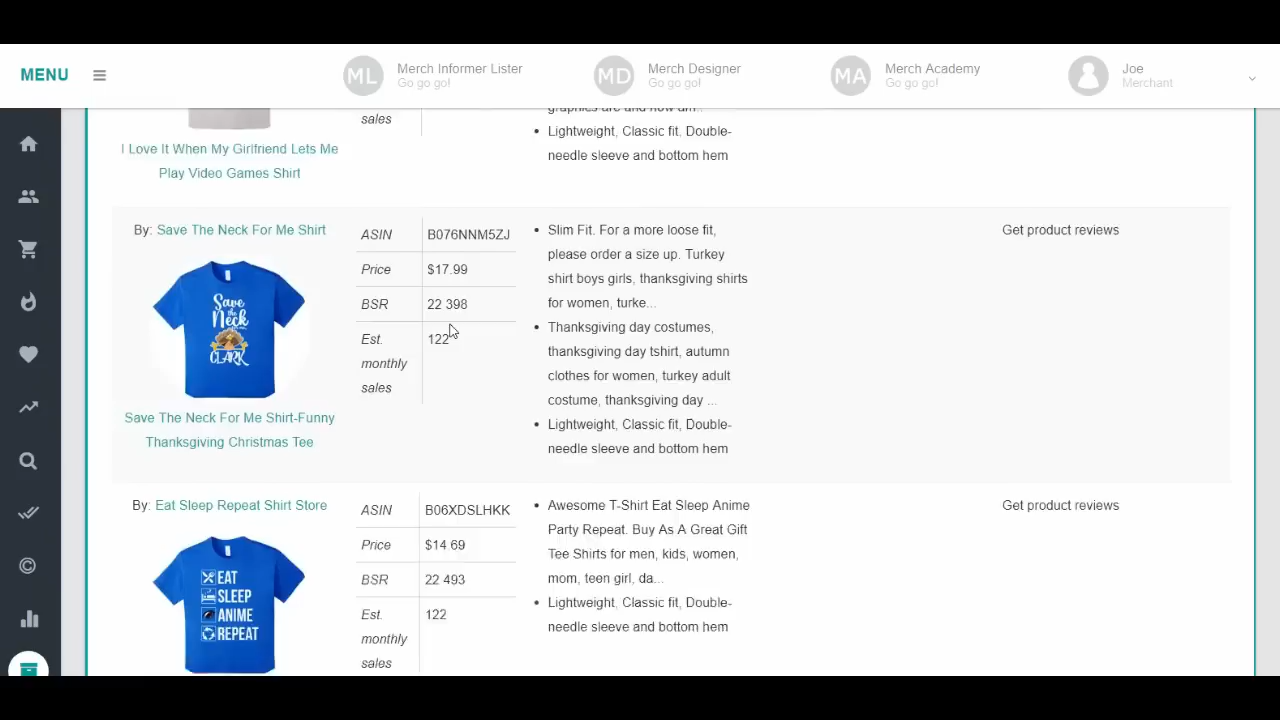 MENU
ML
Merch Informer Lister
Go go go!
MD
Merch Designer
Go go go!
MA
Merch Academy
Go go go!
Joe
Merchant
sales
Lightweight, Classic fit, Double-
needle sleeve and bottom hem
I Love It When My Girlfriend Lets Me
Play Video Games Shirt
By: Save The Neck For Me Shirt
Save
the
Neck
for me
CLARK
Save The Neck For Me Shirt-Funny
Thanksgiving Christmas Tee
ASIN B076NNM5ZJ
Price $17.99
BSR 22 398
Est. 122
monthly
sales
Slim Fit. For a more loose fit,
please order a size up. Turkey
shirt boys girls, thanksgiving shirts
for women, turke...
Thanksgiving day costumes,
thanksgiving day tshirt, autumn
clothes for women, turkey adult
costume, thanksgiving day ...
Lightweight, Classic fit, Double-
needle sleeve and bottom hem
Get product reviews
By: Eat Sleep Repeat Shirt Store
EAT
SLEEP
ANIME
REPEAT
ASIN B06XDSLHKK
Price $14 69
BSR 22 493
Est. 122
monthly
sales
Awesome T-Shirt Eat Sleep Anime
Party Repeat. Buy As A Great Gift
Tee Shirts for men, kids, women,
mom, teen girl, da...
Lightweight, Classic fit, Double-
needle sleeve and bottom hem
Get product reviews